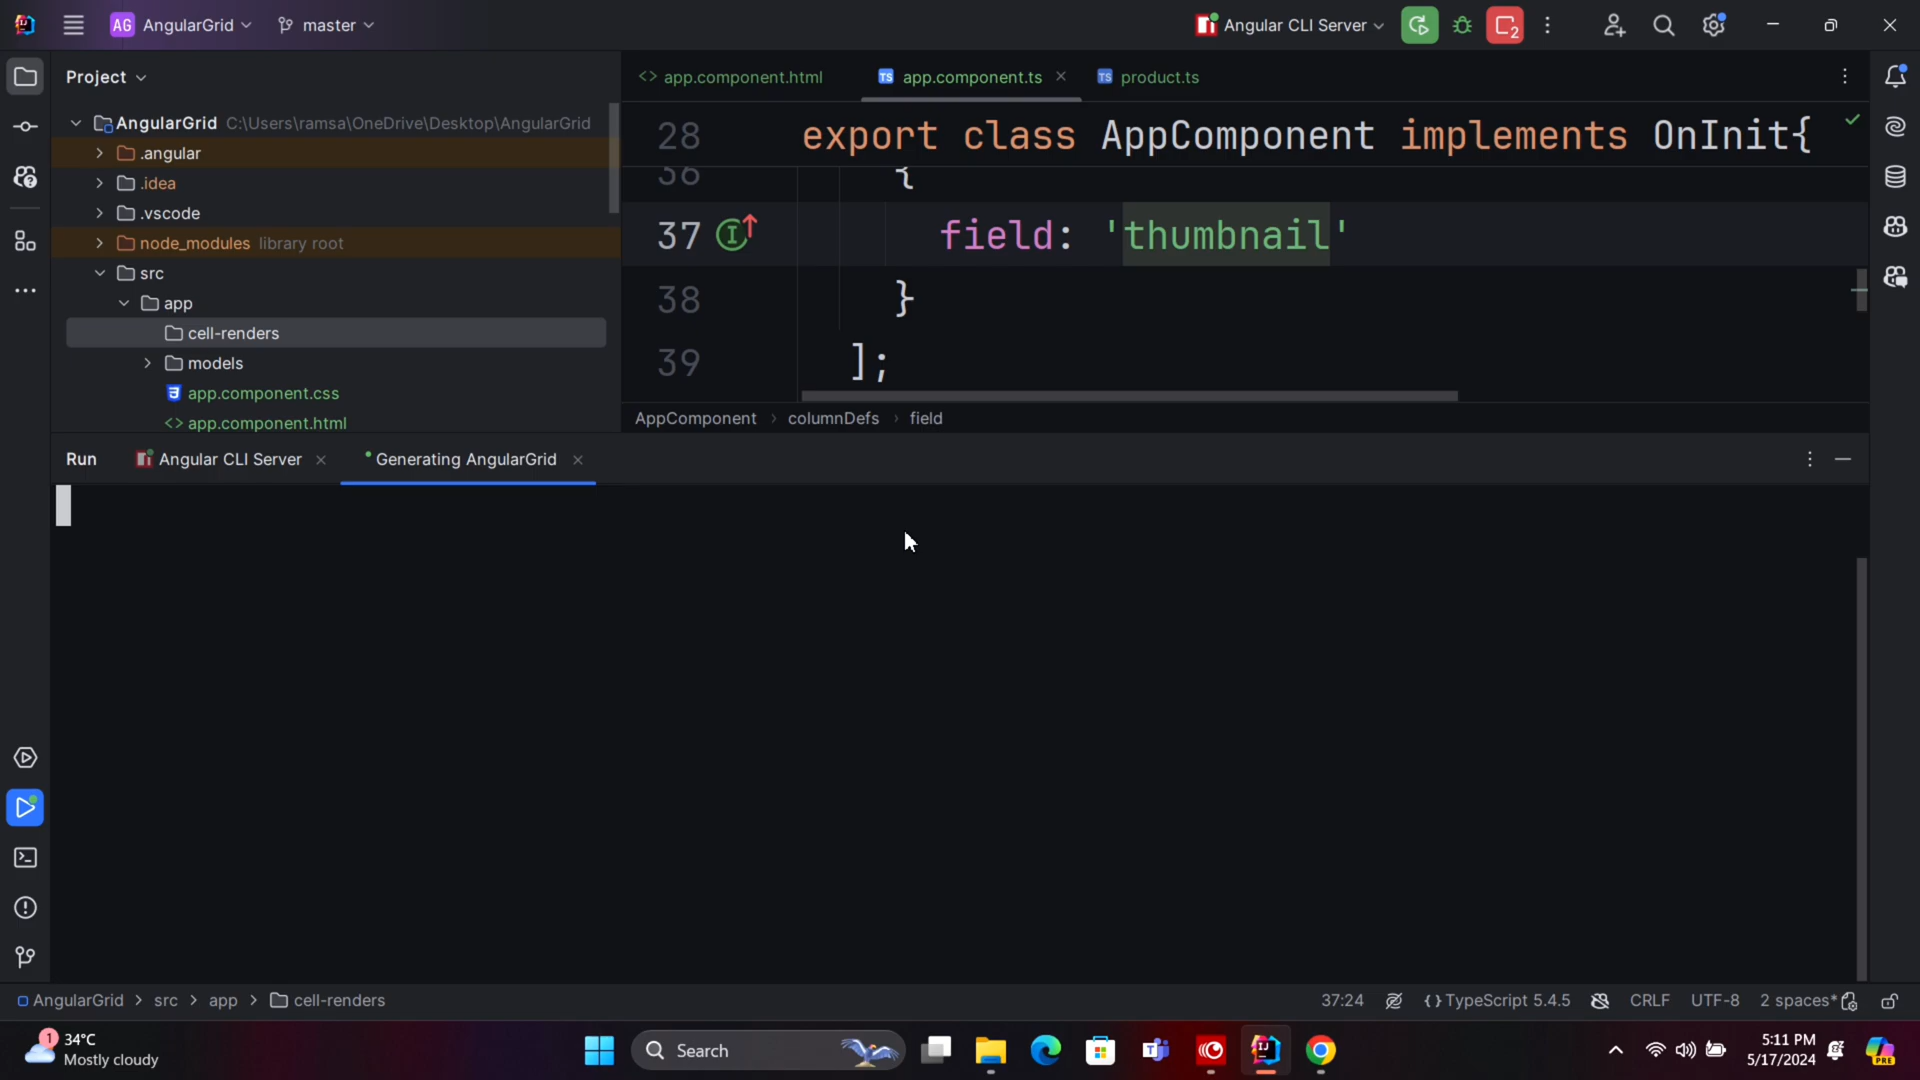 AG AngularGrid master Angular CLI Server 2
Project app.component.html app.component.ts product.ts
AngularGrid C:\Users\ramsa\OneDrive\Desktop\AngularGrid
.angular
.idea
.vscode
node_modules library root
src
app
cell-renders
models
app.component.css
app.component.html
28 export class AppComponent implements OnInit{
36 {
37 field: 'thumbnail'
38 }
39 ];
AppComponent › columnDefs › field
Run Angular CLI Server Generating AngularGrid
AngularGrid > src > app > cell-renders 37:24 {} TypeScript 5.4.5 CRLF UTF-8 2 spaces*
1 34°C
Mostly cloudy
Search
5:11 PM
5/17/2024
PRE